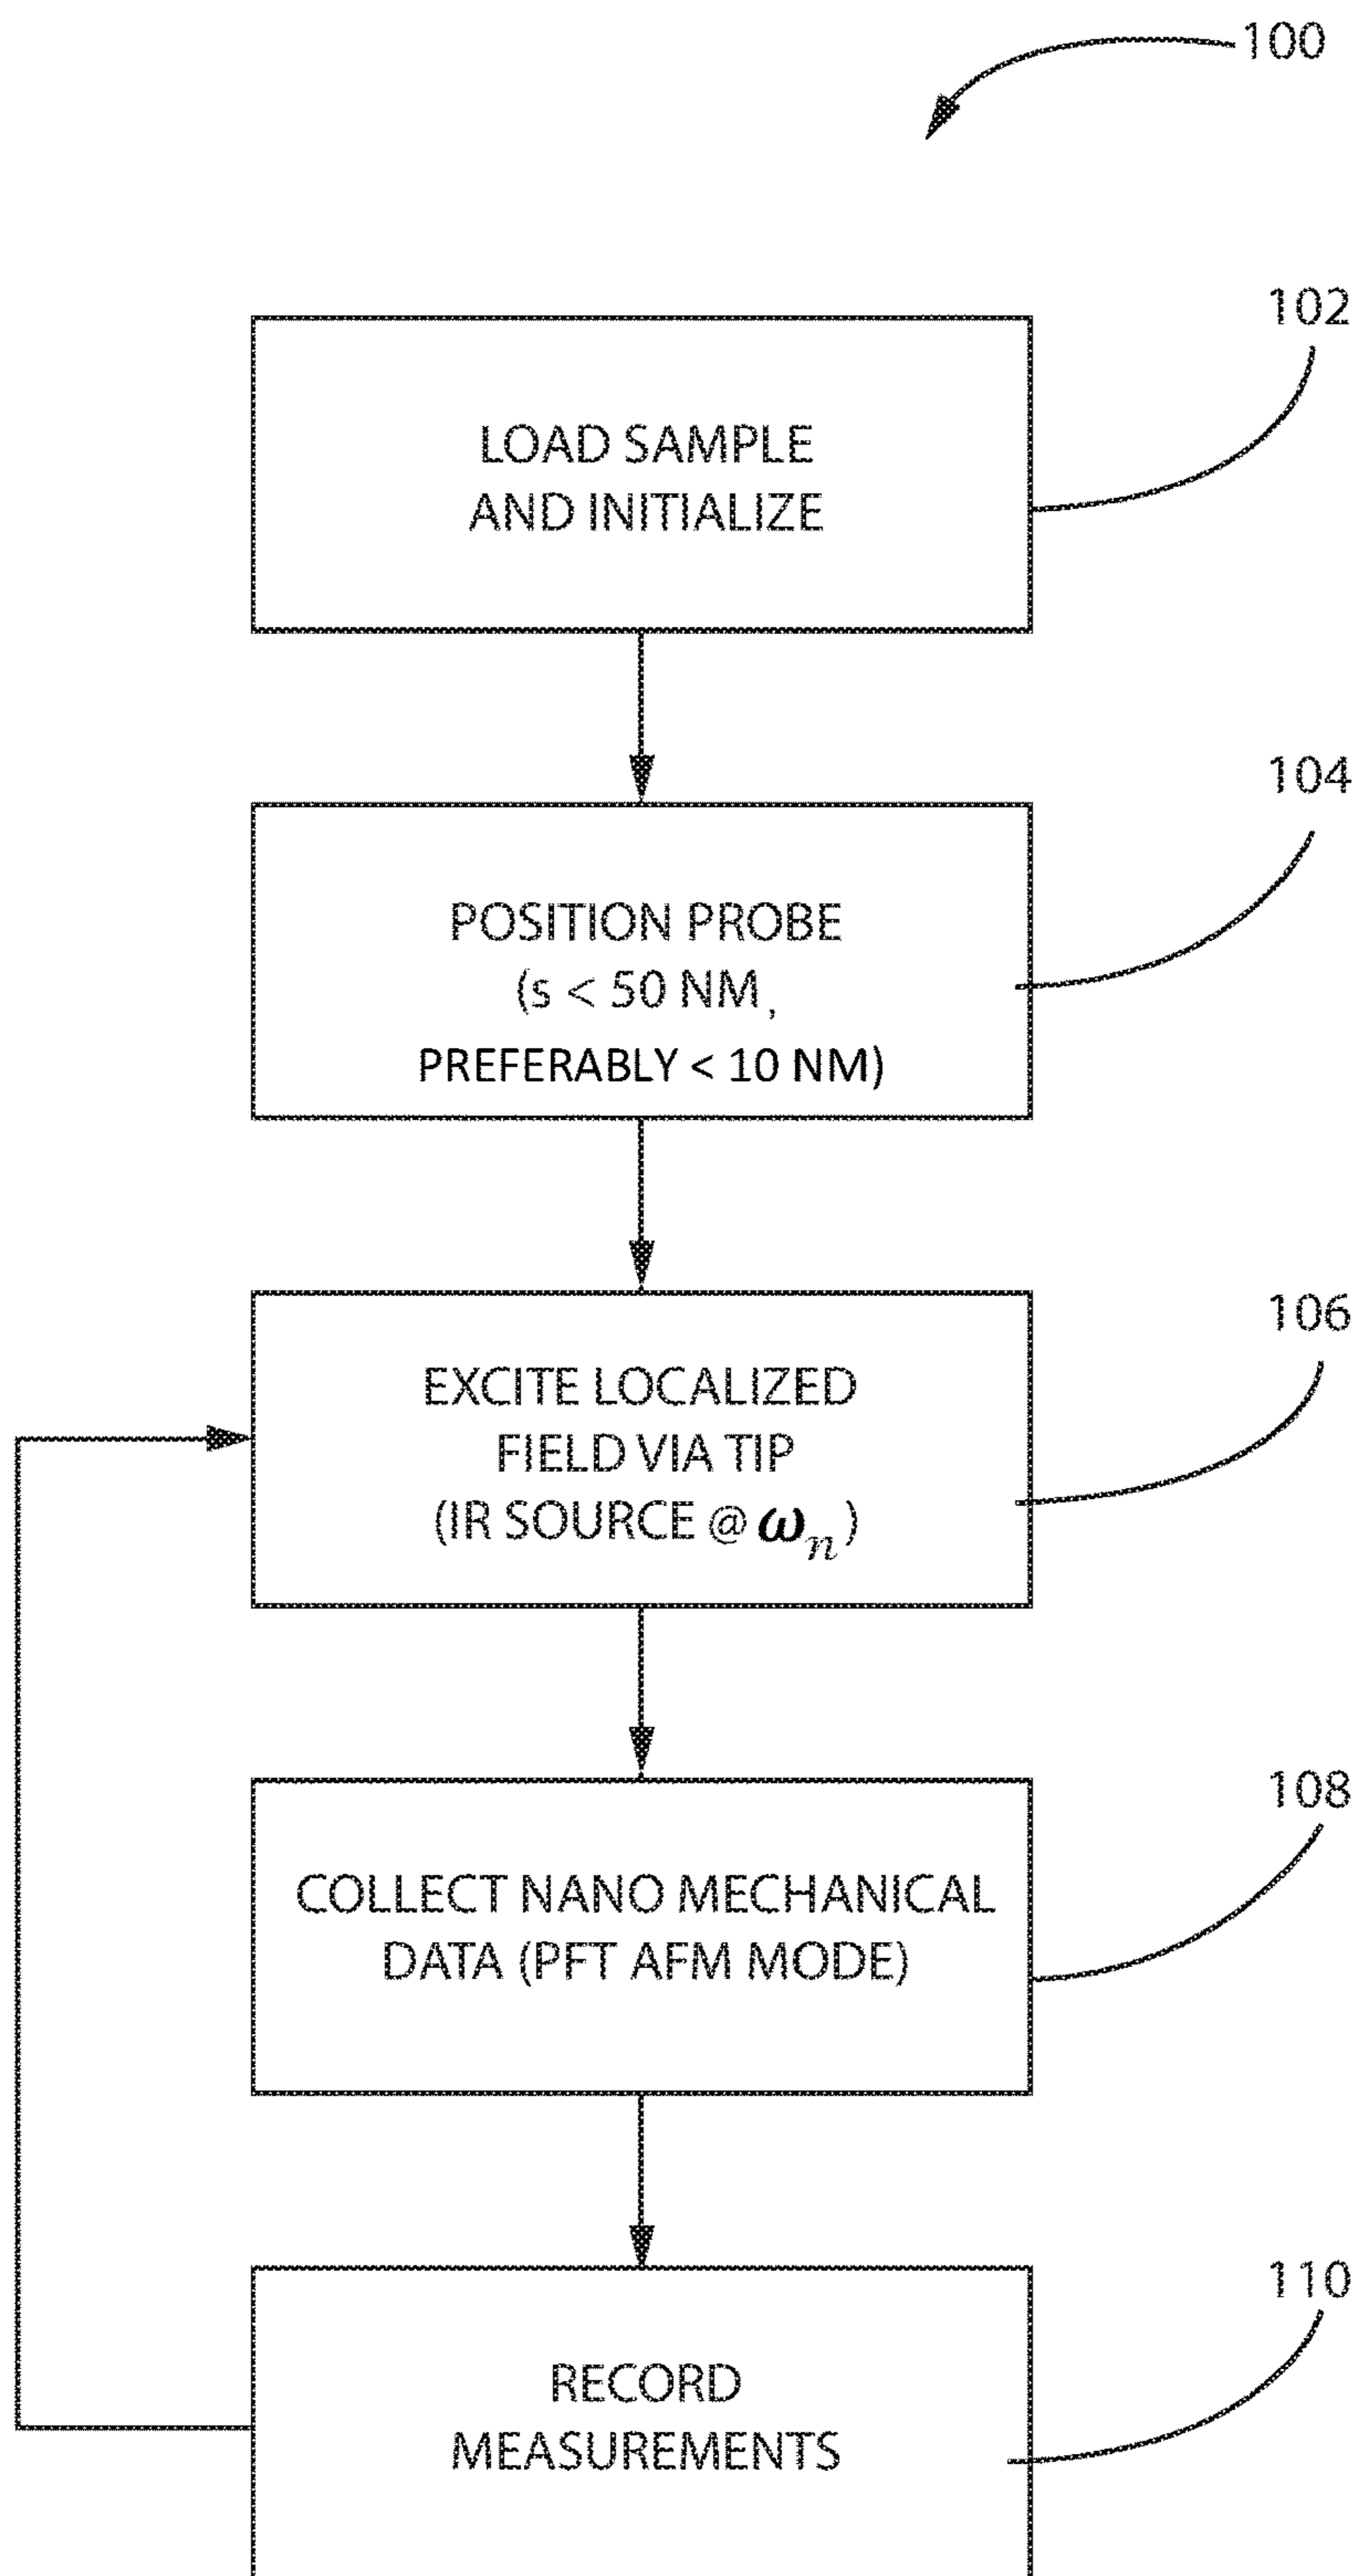 100
102
LOAD SAMPLE
AND INITIALIZE
104
POSITION PROBE
(s < 50 NM,
PREFERABLY < 10 NM)
106
EXCITE LOCALIZED
FIELD VIA TIP
(IR SOURCE @ ωn)
108
COLLECT NANO MECHANICAL
DATA (PFT AFM MODE)
110
RECORD
MEASUREMENTS